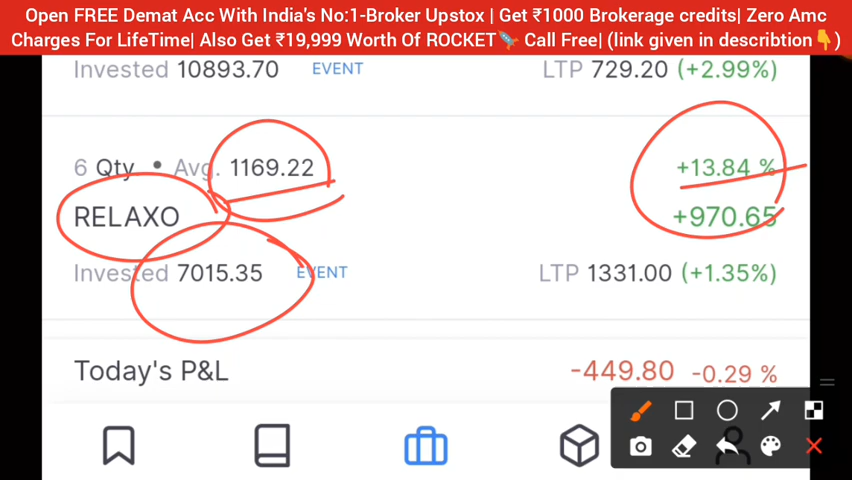 Open FREE Demat Acc With India's No:1-Broker Upstox | Get ₹1000 Brokerage credits| Zero Amc
Charges For LifeTime| Also Get ₹19,999 Worth Of ROCKET🚀 Call Free| (link given in describtion👇)
Invested 10893.70 EVENT LTP 729.20 (+2.99%)
6 Qty • Avg. 1169.22 +13.84 %
RELAXO +970.65
Invested 7015.35 EVENT LTP 1331.00 (+1.35%)
Today's P&L -449.80 -0.29 %